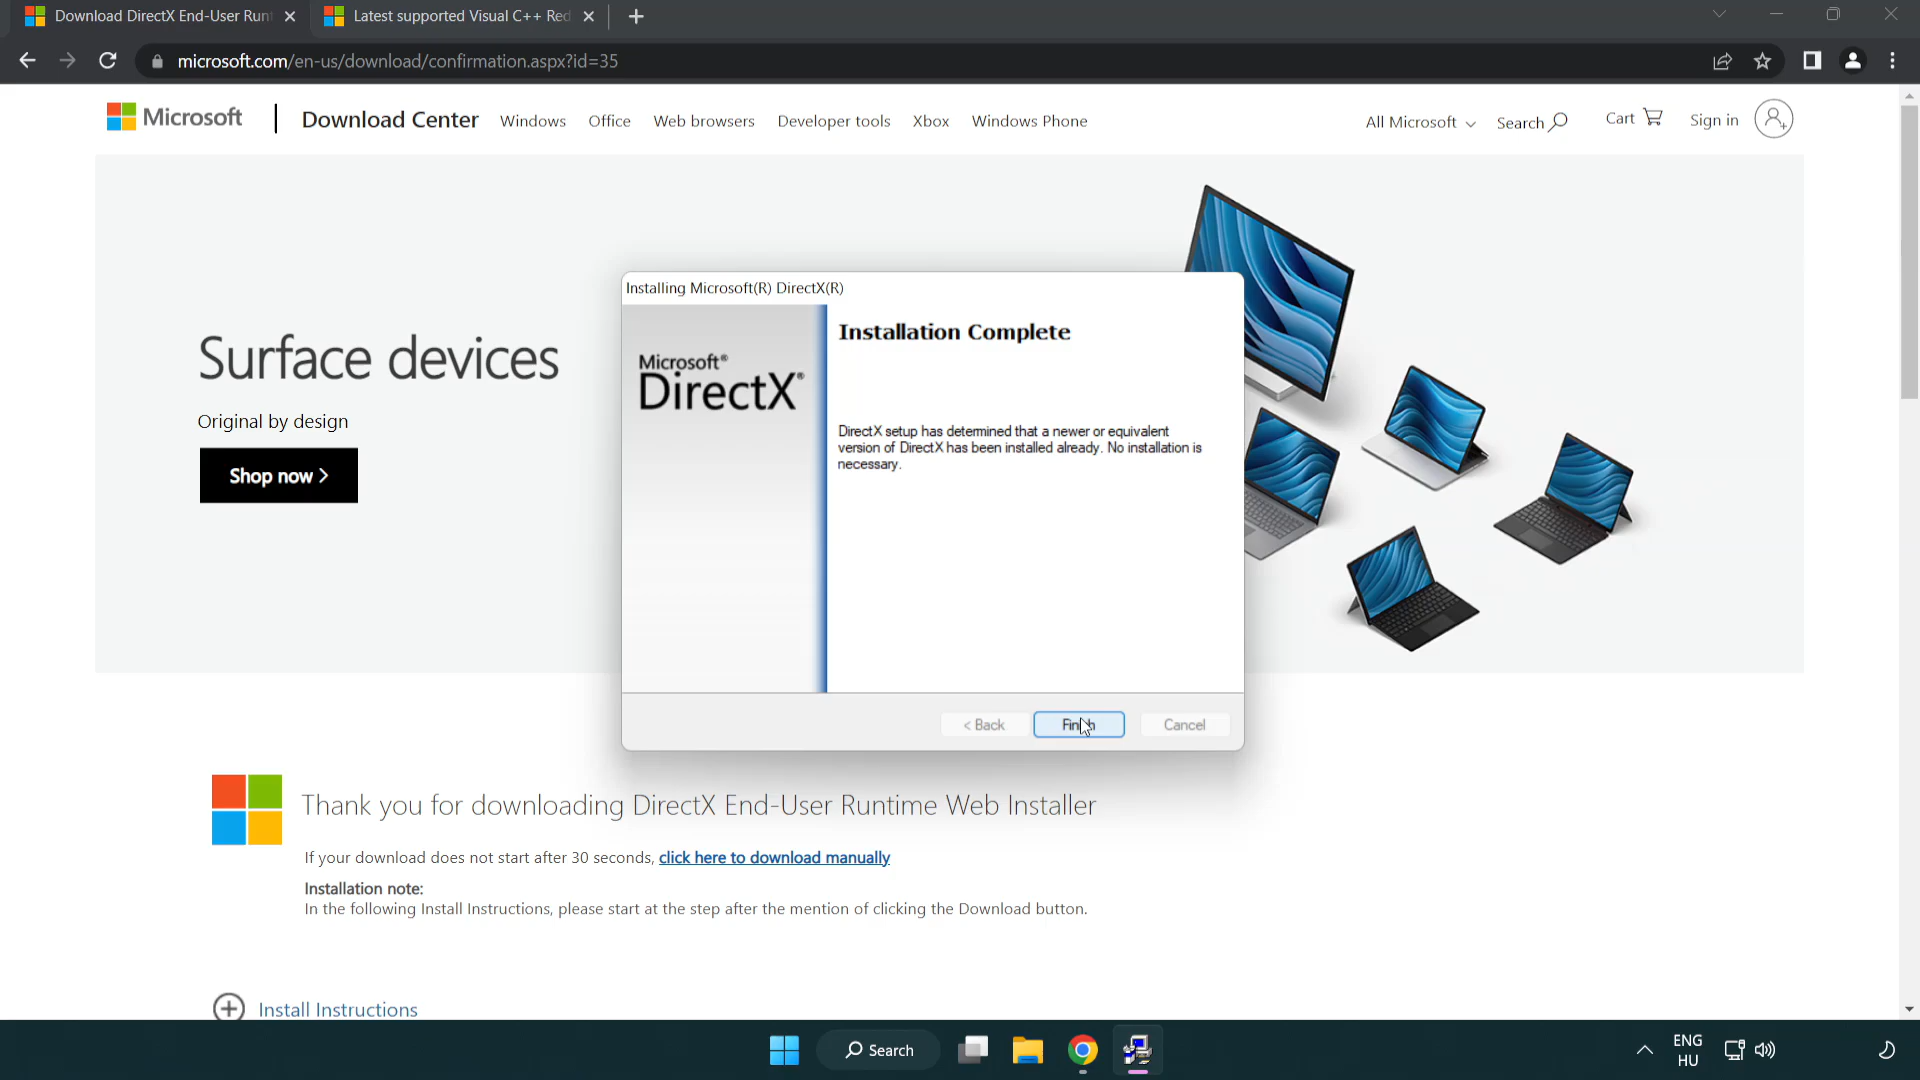 Download DirectX End-User Runt
Latest supported Visual C++ Red
microsoft.com/en-us/download/confirmation.aspx?id=35
Microsoft
Download Center
Windows
Office
Web browsers
Developer tools
Xbox
Windows Phone
All Microsoft
Search
Cart
Sign in
Surface devices
Original by design
Shop now
Installing Microsoft(R) DirectX(R)
Microsoft®
DirectX®
Installation Complete
DirectX setup has determined that a newer or equivalent
version of DirectX has been installed already. No installation is
necessary.
< Back
Finish
Cancel
Thank you for downloading DirectX End-User Runtime Web Installer
If your download does not start after 30 seconds, click here to download manually
Installation note:
In the following Install Instructions, please start at the step after the mention of clicking the Download button.
Install Instructions
Search
ENG
HU